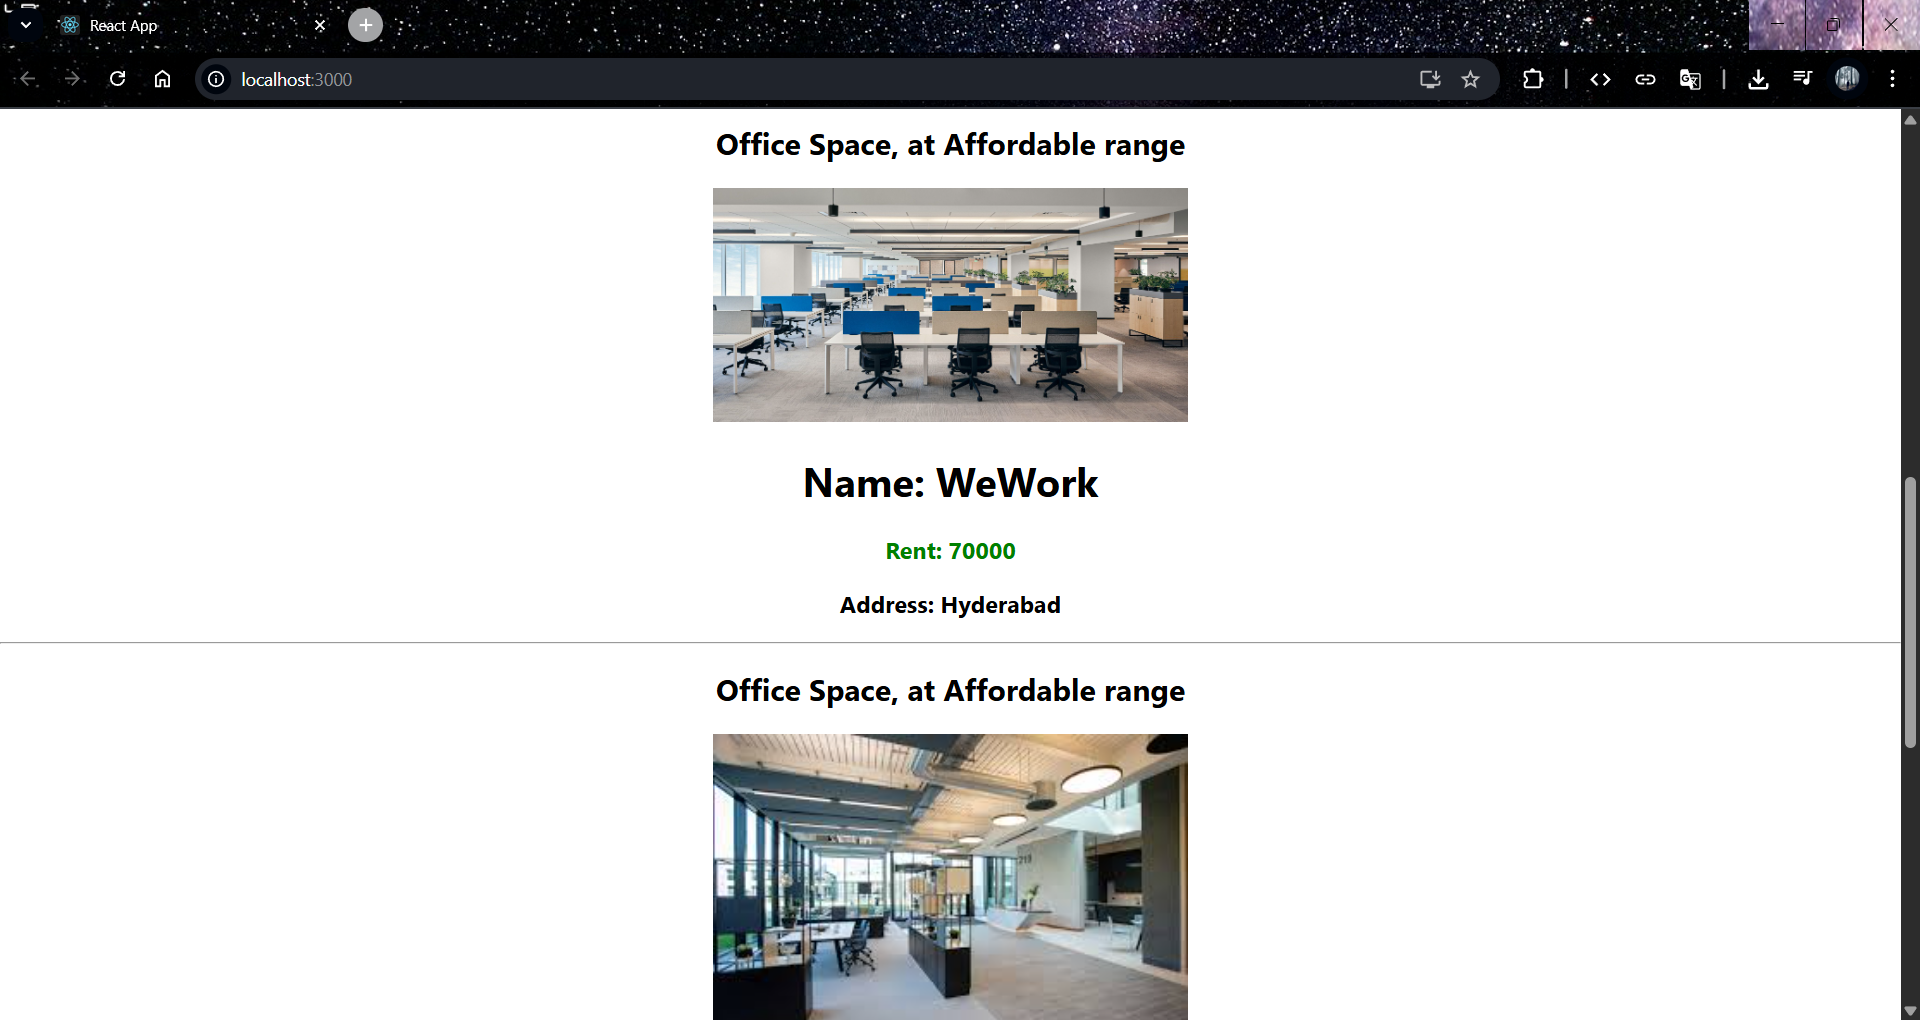 React App
localhost:3000
Office Space, at Affordable range
Name: WeWork
Rent: 70000
Address: Hyderabad
Office Space, at Affordable range